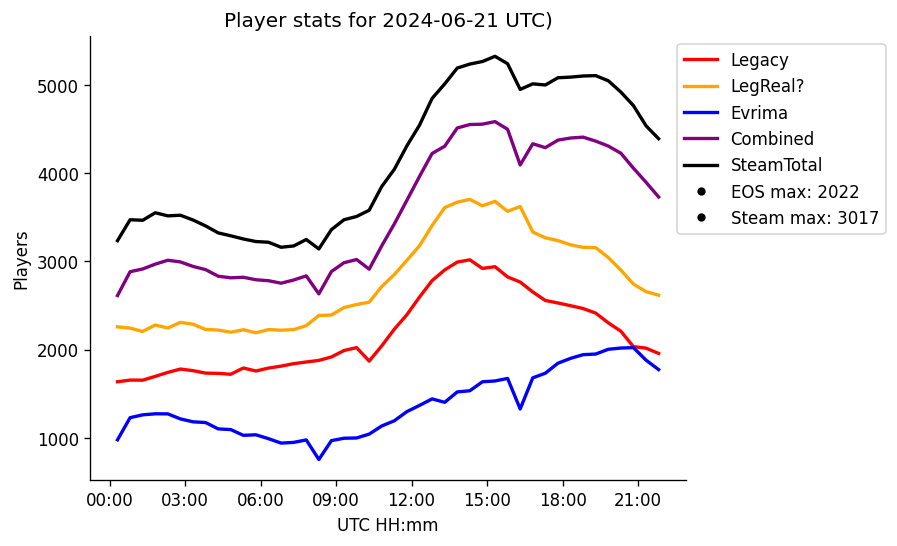 Player stats for 2024-06-21 UTC)
Legacy
LegReal?
Evrima
Combined
SteamTotal
EOS max: 2022
Steam max: 3017
Players
5000
4000
3000
2000
1000
00:00 03:00 06:00 09:00 12:00 15:00 18:00 21:00
UTC HH:mm